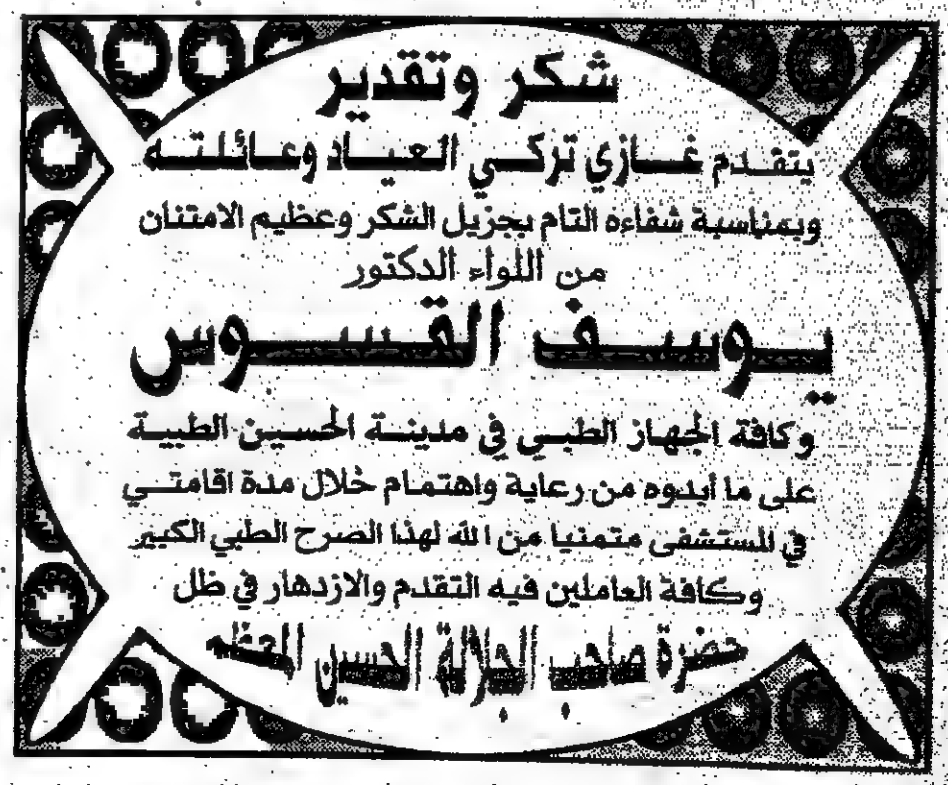 شكر وتقدير
يتقدم غازي تركي العياد وعائلته
وبمناسبة شفاءه التام بجزيل الشكر وعظيم الامتنان
من اللواء الدكتور
يوسف القسوس
وكافة الجهاز الطبي في مدينة الحسين الطبية
على ما أبدوه من رعاية واهتمام خلال مدة اقامتي
في المستشفى متمنيا من الله لهذا الصرح الطبي الكبير
وكافة العاملين فيه التقدم والازدهار في ظل
حضرة صاحب الجلالة الحسين المعظم